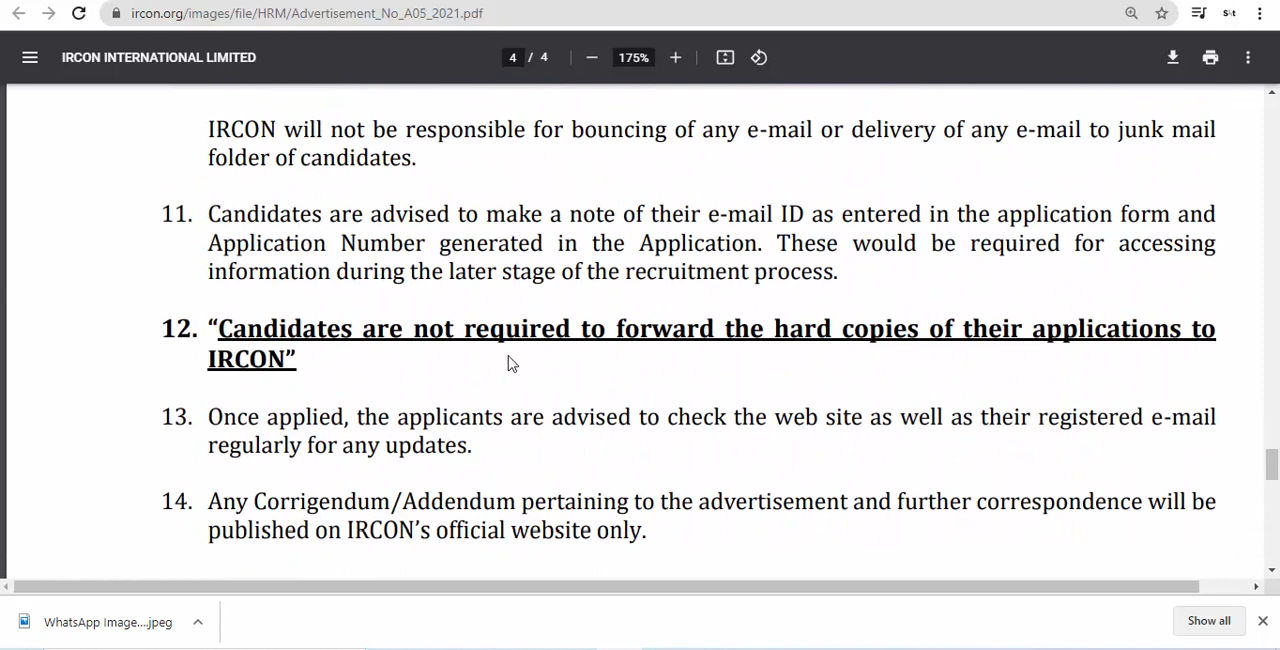 ircon.org/images/file/HRM/Advertisement_No_A05_2021.pdf
IRCON INTERNATIONAL LIMITED
4 / 4
175%
IRCON will not be responsible for bouncing of any e-mail or delivery of any e-mail to junk mail
folder of candidates.
11. Candidates are advised to make a note of their e-mail ID as entered in the application form and
Application Number generated in the Application. These would be required for accessing
information during the later stage of the recruitment process.
12. “Candidates are not required to forward the hard copies of their applications to
IRCON”
13. Once applied, the applicants are advised to check the web site as well as their registered e-mail
regularly for any updates.
14. Any Corrigendum/Addendum pertaining to the advertisement and further correspondence will be
published on IRCON’s official website only.
WhatsApp Image....jpeg
Show all